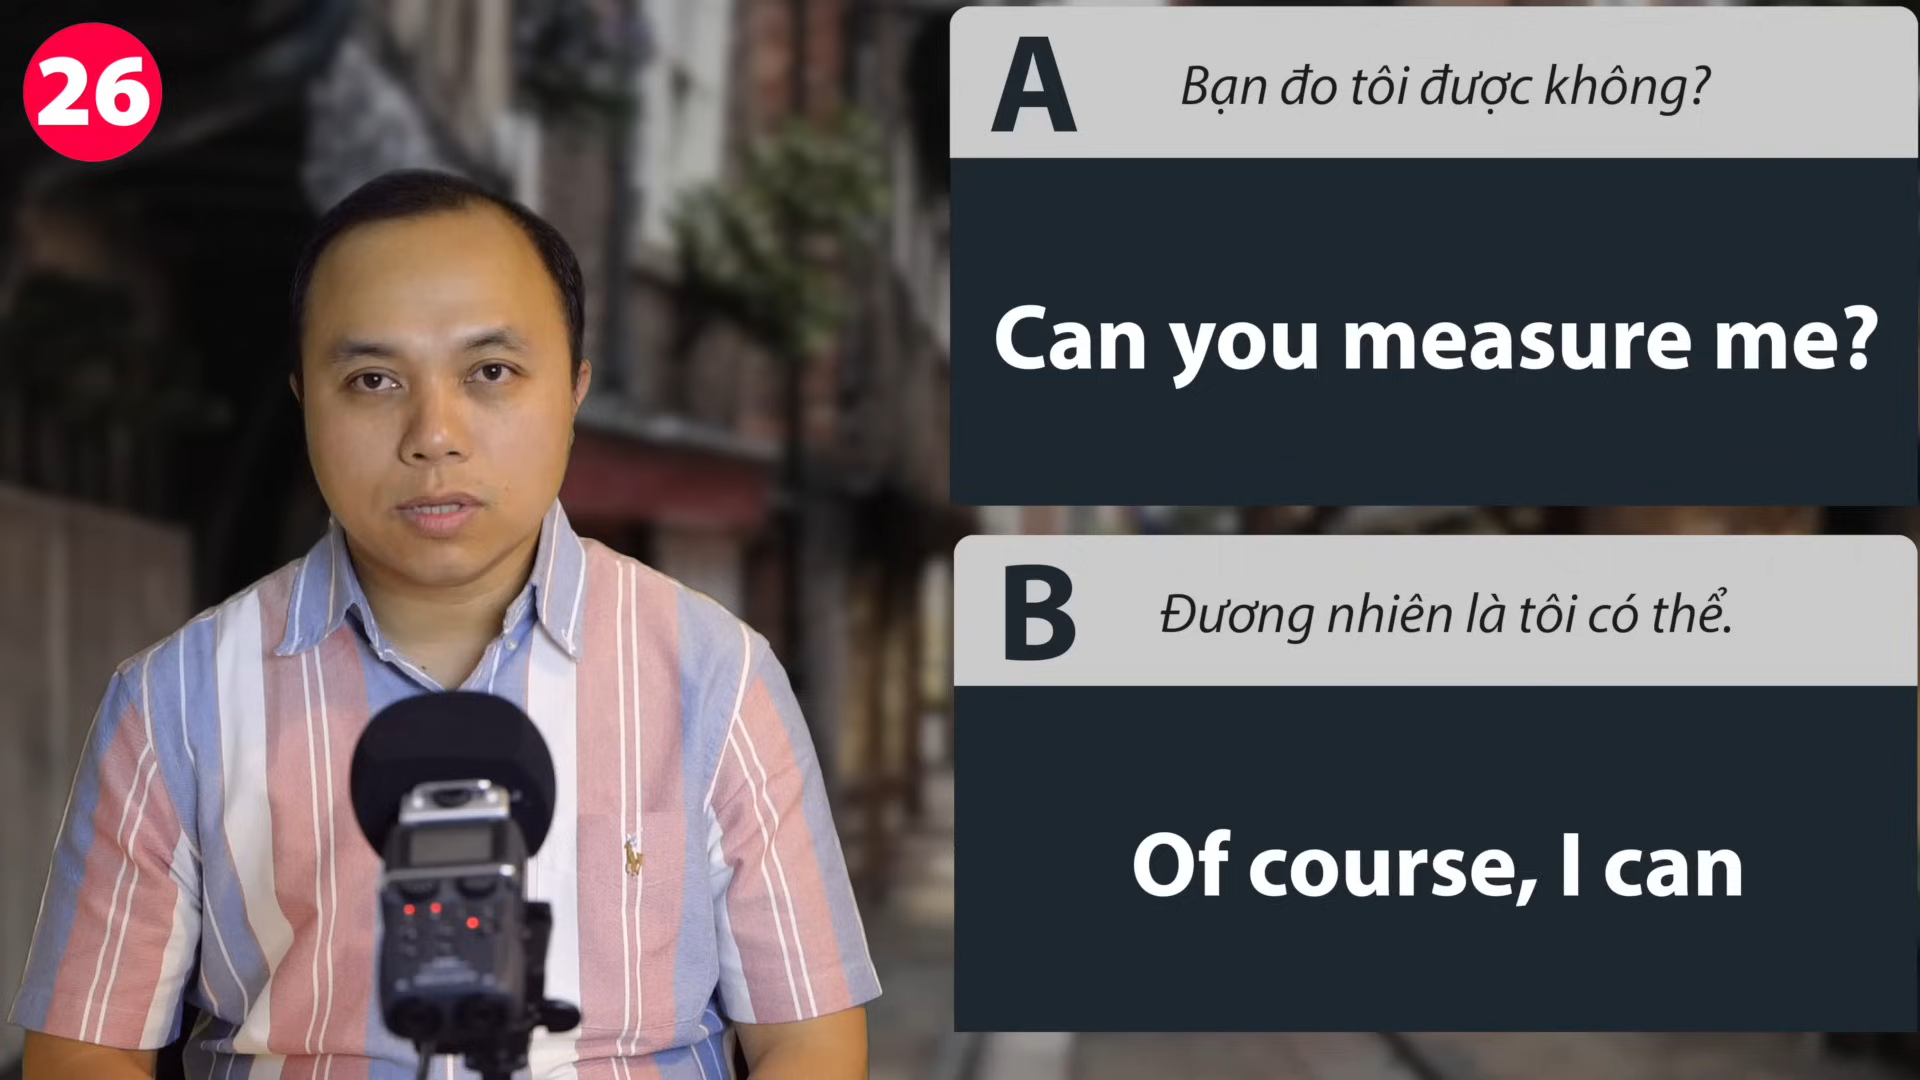 26
A
Bạn đo tôi được không?
Can you measure me?
B
Đương nhiên là tôi có thể.
Of course, I can